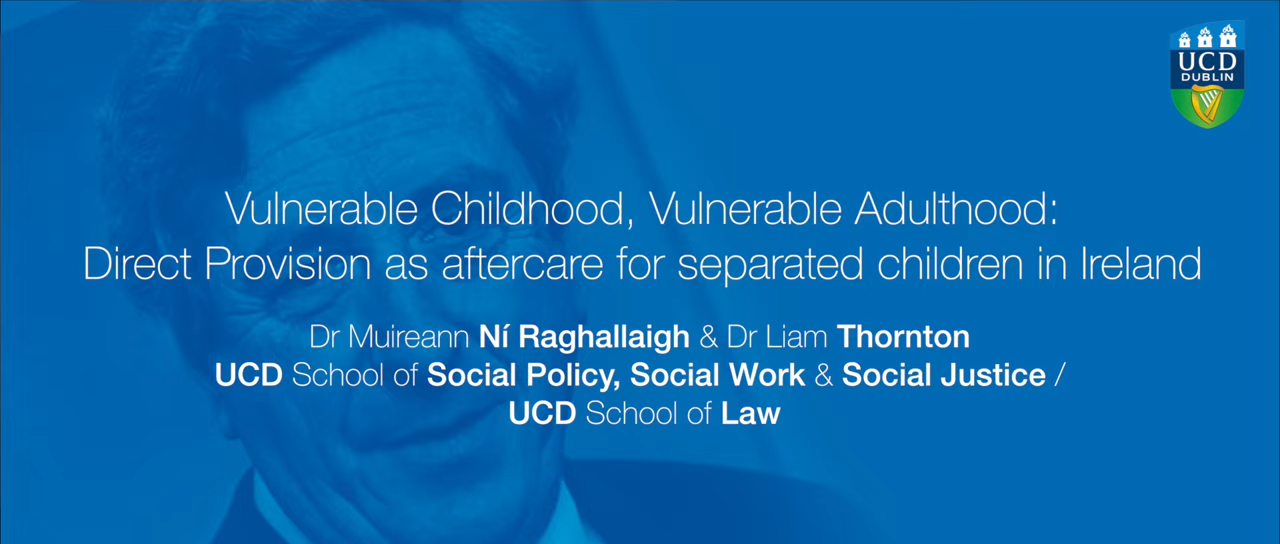 UCD
DUBLIN
Vulnerable Childhood, Vulnerable Adulthood:
Direct Provision as aftercare for separated children in Ireland
Dr Muireann Ní Raghallaigh & Dr Liam Thornton
UCD School of Social Policy, Social Work & Social Justice /
UCD School of Law